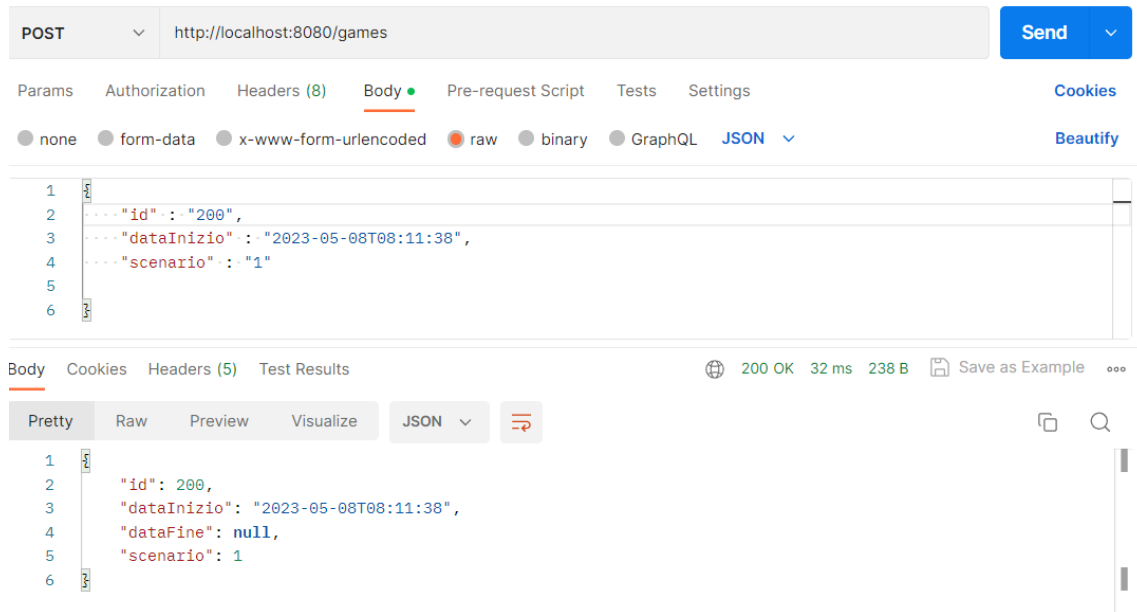 POST http://localhost:8080/games Send
Params Authorization Headers (8) Body Pre-request Script Tests Settings Cookies
none form-data x-www-form-urlencoded raw binary GraphQL JSON Beautify
1 {
2 "id" : "200",
3 "dataInizio" : "2023-05-08T08:11:38",
4 "scenario" : "1"
5
6 }
Body Cookies Headers (5) Test Results 200 OK 32 ms 238 B Save as Example
Pretty Raw Preview Visualize JSON
1 {
2 "id": 200,
3 "dataInizio": "2023-05-08T08:11:38",
4 "dataFine": null,
5 "scenario": 1
6 }